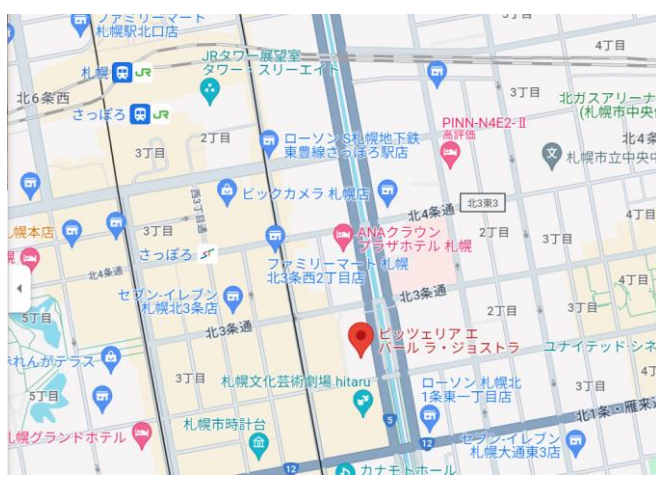 ファミリーマート
札幌駅北口店
3丁目
4丁目
JRタワー展望室
タワー・スリーエイト
札幌
JR
北6条西
3丁目
北ガスアリーナ
(札幌市中央
さっぽろ
JR
PINN-N4E2-Ⅱ
高評価
2丁目
ローソン S札幌地下鉄
東豊線さっぽろ駅店
北4条
3丁目
札幌市立中央中
西3丁目通
ビックカメラ 札幌店
北3東3
北4条通
4丁目
札幌本店
3丁目
ANAクラウン
プラザホテル 札幌
2丁目
3丁目
さっぽろ
ファミリーマート 札幌
北3条西2丁目店
北4条通
4丁目
セブン-イレブン
札幌北3条店
北3条通
5丁目
2丁目
北3条通
ピッツェリア エ
バール ラ・ジョストラ
ユナイテッド・シネ
れんがテラス
3丁目
札幌文化芸術劇場 hitaru
ローソン 札幌北
1条東一丁目店
3丁目
5丁目
北1条・雁来通
札幌市時計台
5
札幌グランドホテル
12
セブン-イレブン
札幌大通東3店
12
カナモトホール